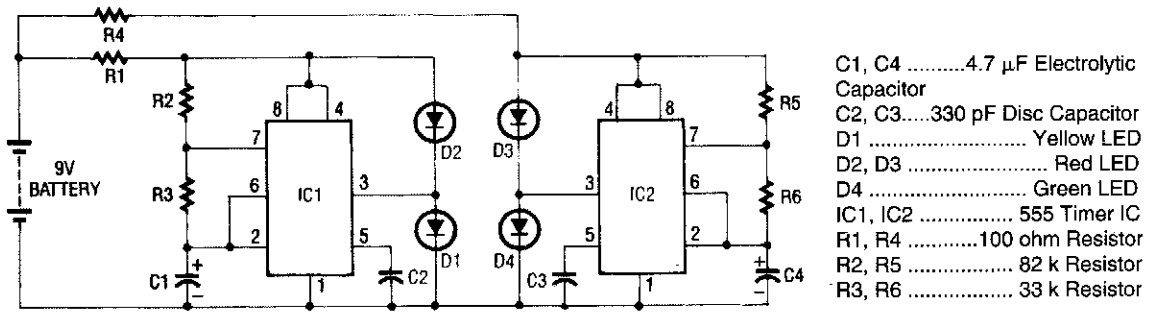 R4
R1
R2
8
4
7
R3
6
IC1
3
2
5
1
C1
+
−
C2
D2
D1
9V
BATTERY
D3
D4
4
8
7
R5
3
IC2
6
R6
5
2
1
C3
+
−
C4
C1, C4 ..........4.7 μF Electrolytic
Capacitor
C2, C3.....330 pF Disc Capacitor
D1 ........................... Yellow LED
D2, D3 .......................... Red LED
D4 ............................. Green LED
IC1, IC2 ............... 555 Timer IC
R1, R4 ............100 ohm Resistor
R2, R5 ................... 82 k Resistor
R3, R6 ................... 33 k Resistor